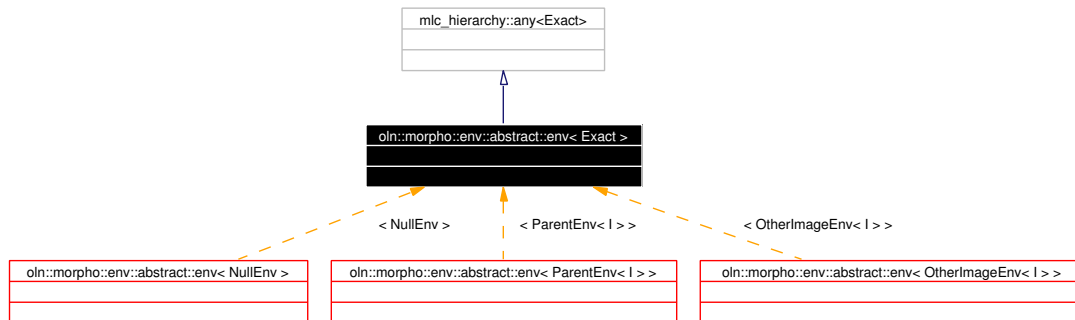 mlc_hierarchy::any<Exact>
oln::morpho::env::abstract::env< Exact >
< NullEnv >
< ParentEnv< I > >
< OtherImageEnv< I > >
oln::morpho::env::abstract::env< NullEnv >
oln::morpho::env::abstract::env< ParentEnv< I > >
oln::morpho::env::abstract::env< OtherImageEnv< I > >